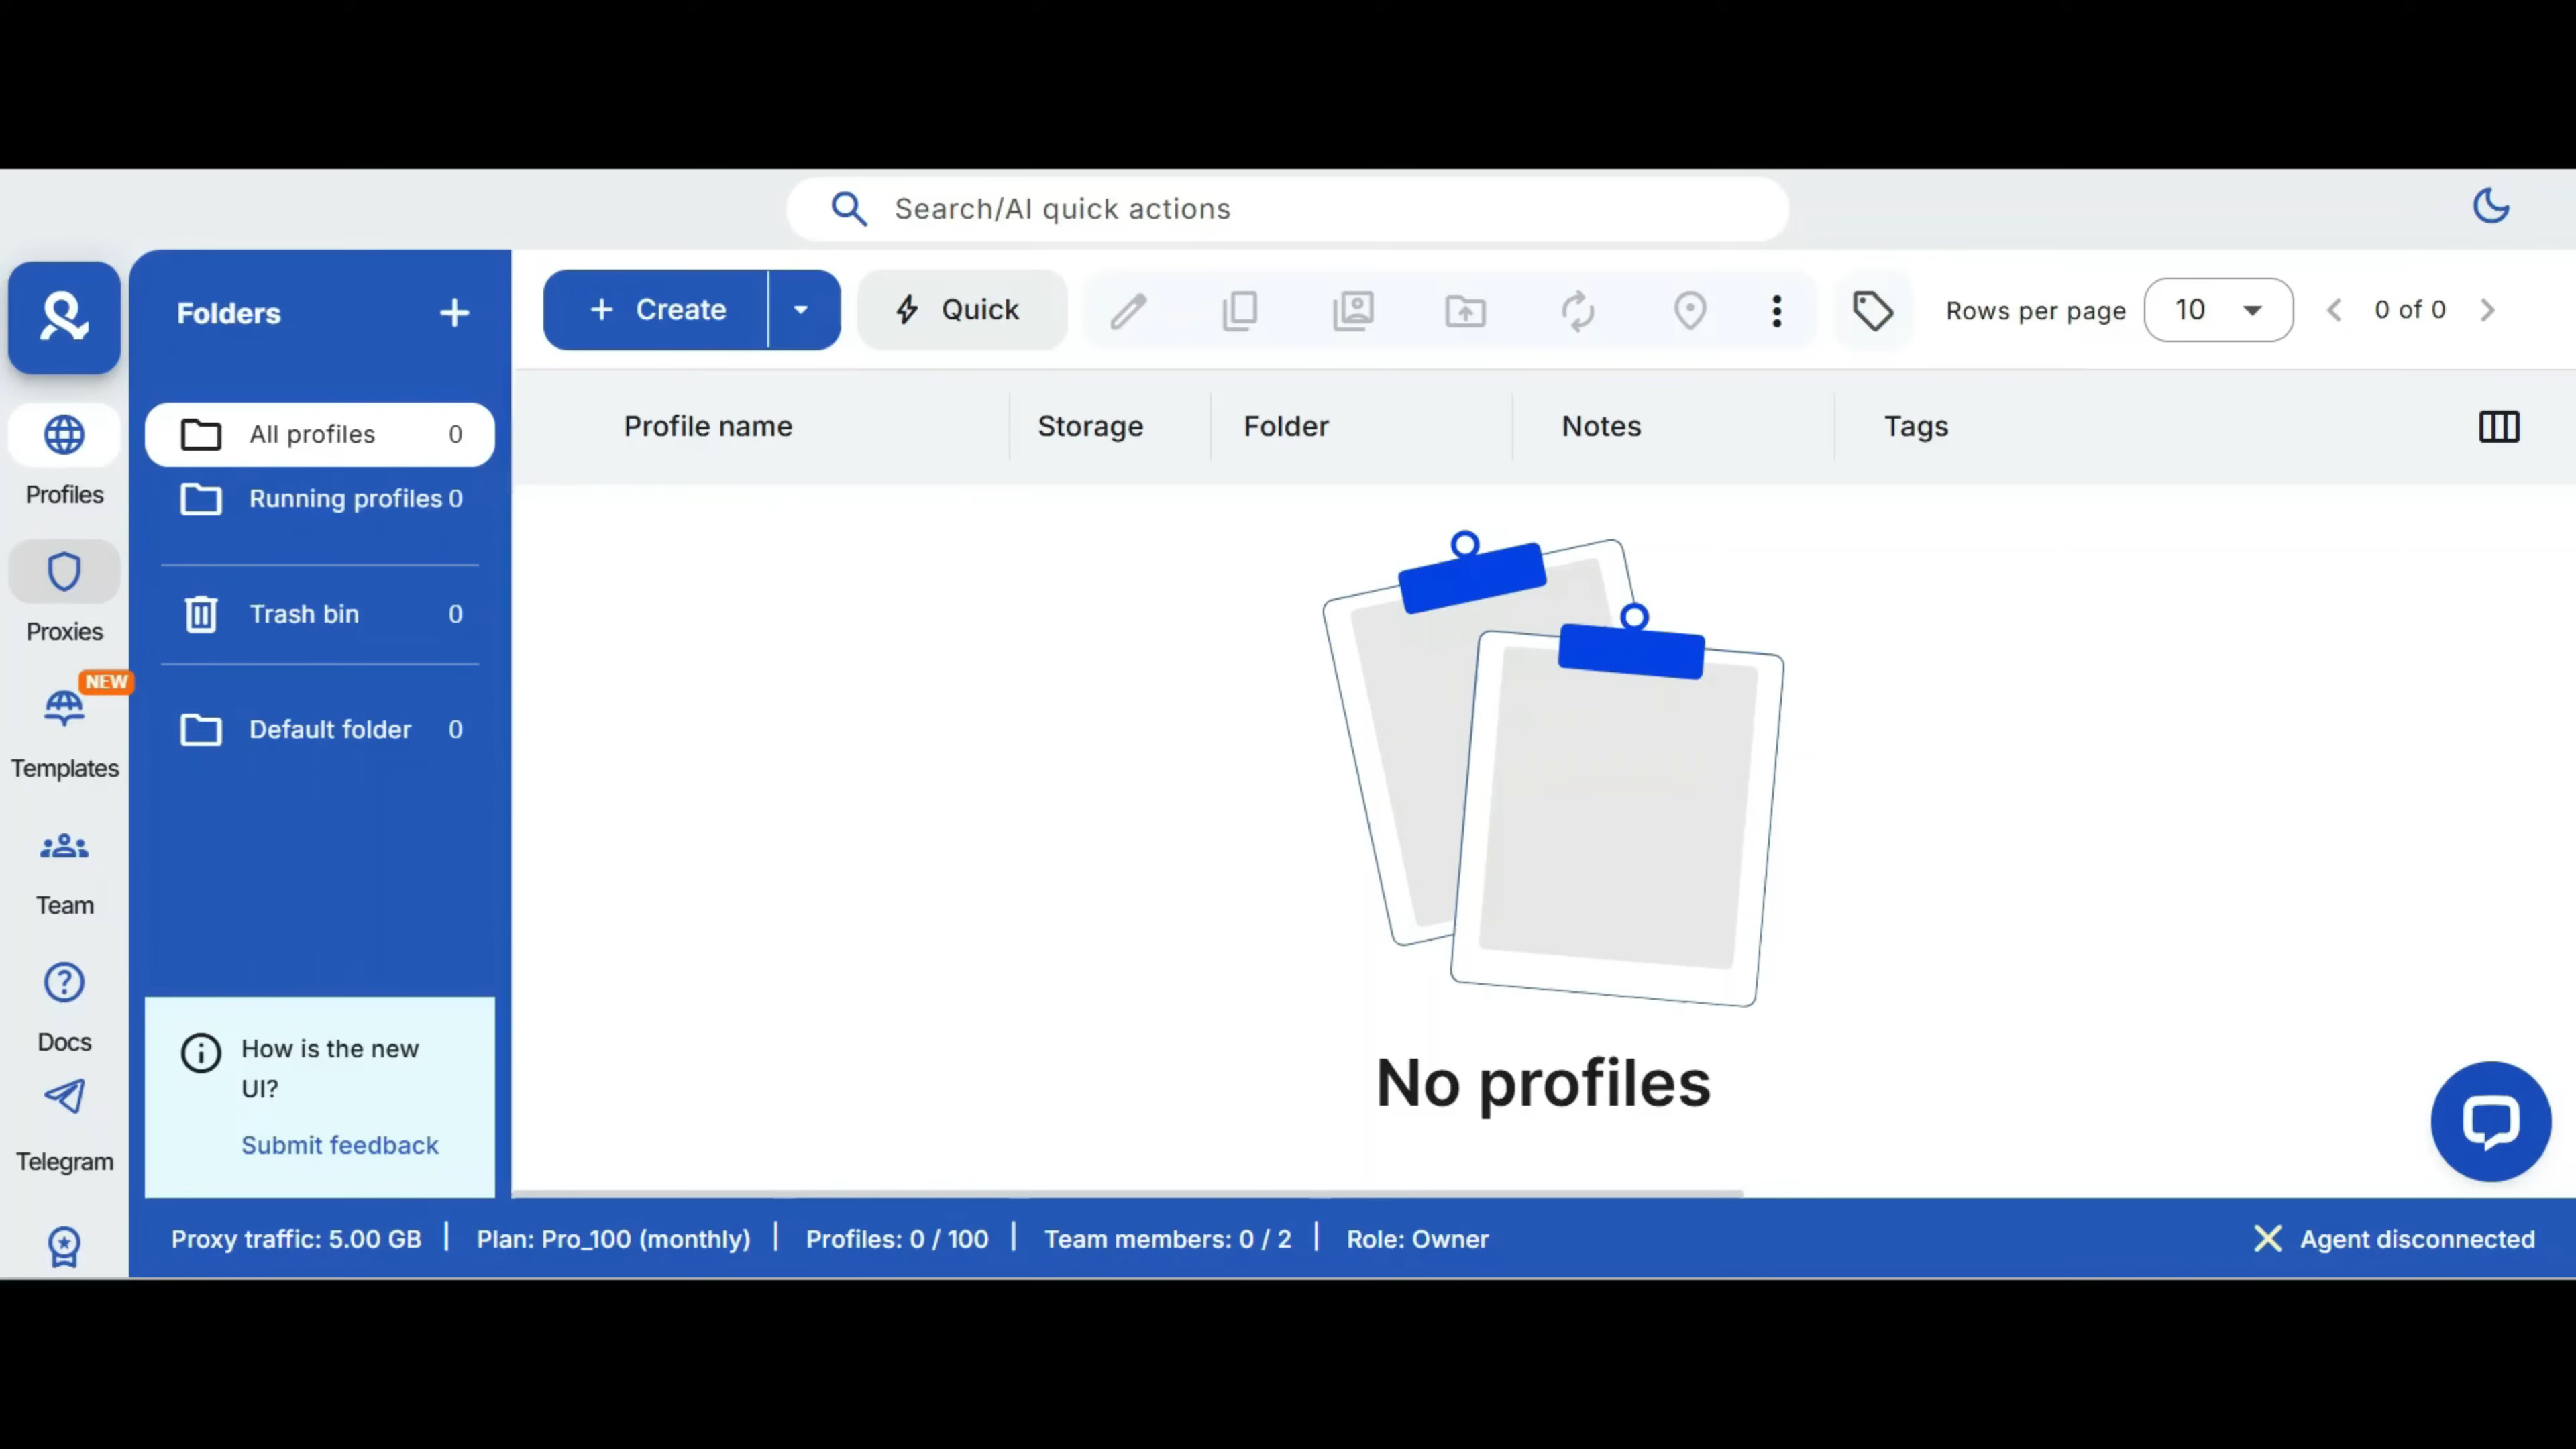 Search/AI quick actions
Folders
Create
Quick
Rows per page
10
0 of 0
Profile name
Storage
Folder
Notes
Tags
All profiles 0
Running profiles 0
Trash bin 0
Default folder 0
Profiles
Proxies
NEW
Templates
Team
Docs
Telegram
How is the new
UI?
Submit feedback
No profiles
Proxy traffic: 5.00 GB | Plan: Pro_100 (monthly) | Profiles: 0 / 100 | Team members: 0 / 2 | Role: Owner
Agent disconnected